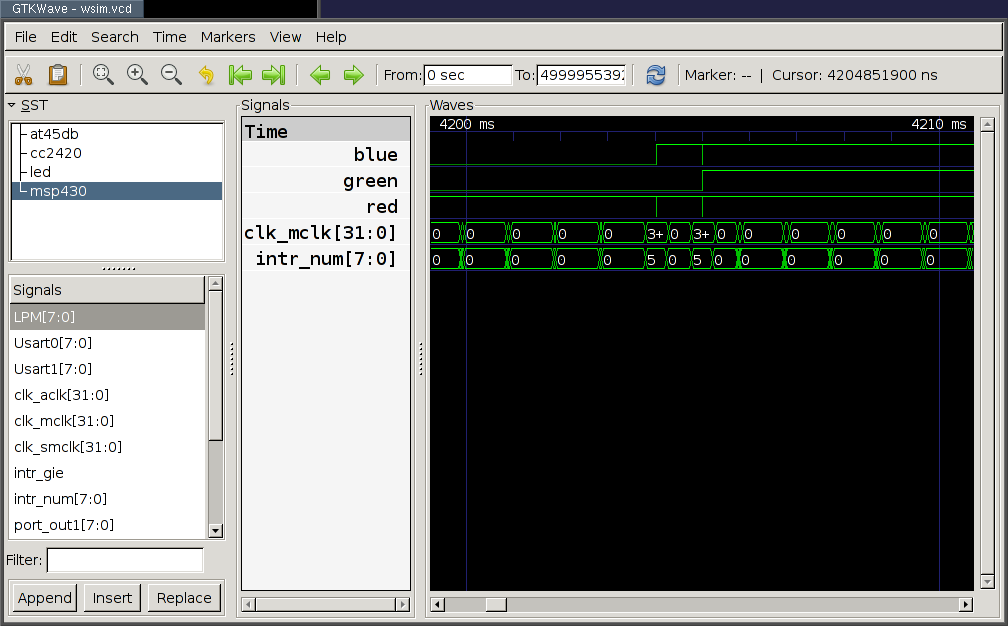 GTKWave - wsim.vcd
File Edit Search Time Markers View Help
From: 0 sec To: 4999955392 Marker: -- | Cursor: 4204851900 ns
SST
at45db
cc2420
led
msp430
Signals
LPM[7:0]
Usart0[7:0]
Usart1[7:0]
clk_aclk[31:0]
clk_mclk[31:0]
clk_smclk[31:0]
intr_gie
intr_num[7:0]
port_out1[7:0]
Filter:
Append Insert Replace
Signals
Time
blue
green
red
clk_mclk[31:0]
intr_num[7:0]
Waves
4200 ms 4210 ms
0 0 0 0 0 3+ 0 3+ 0 0 0 0 0 0
0 0 0 0 0 5 0 5 0 0 0 0 0 0